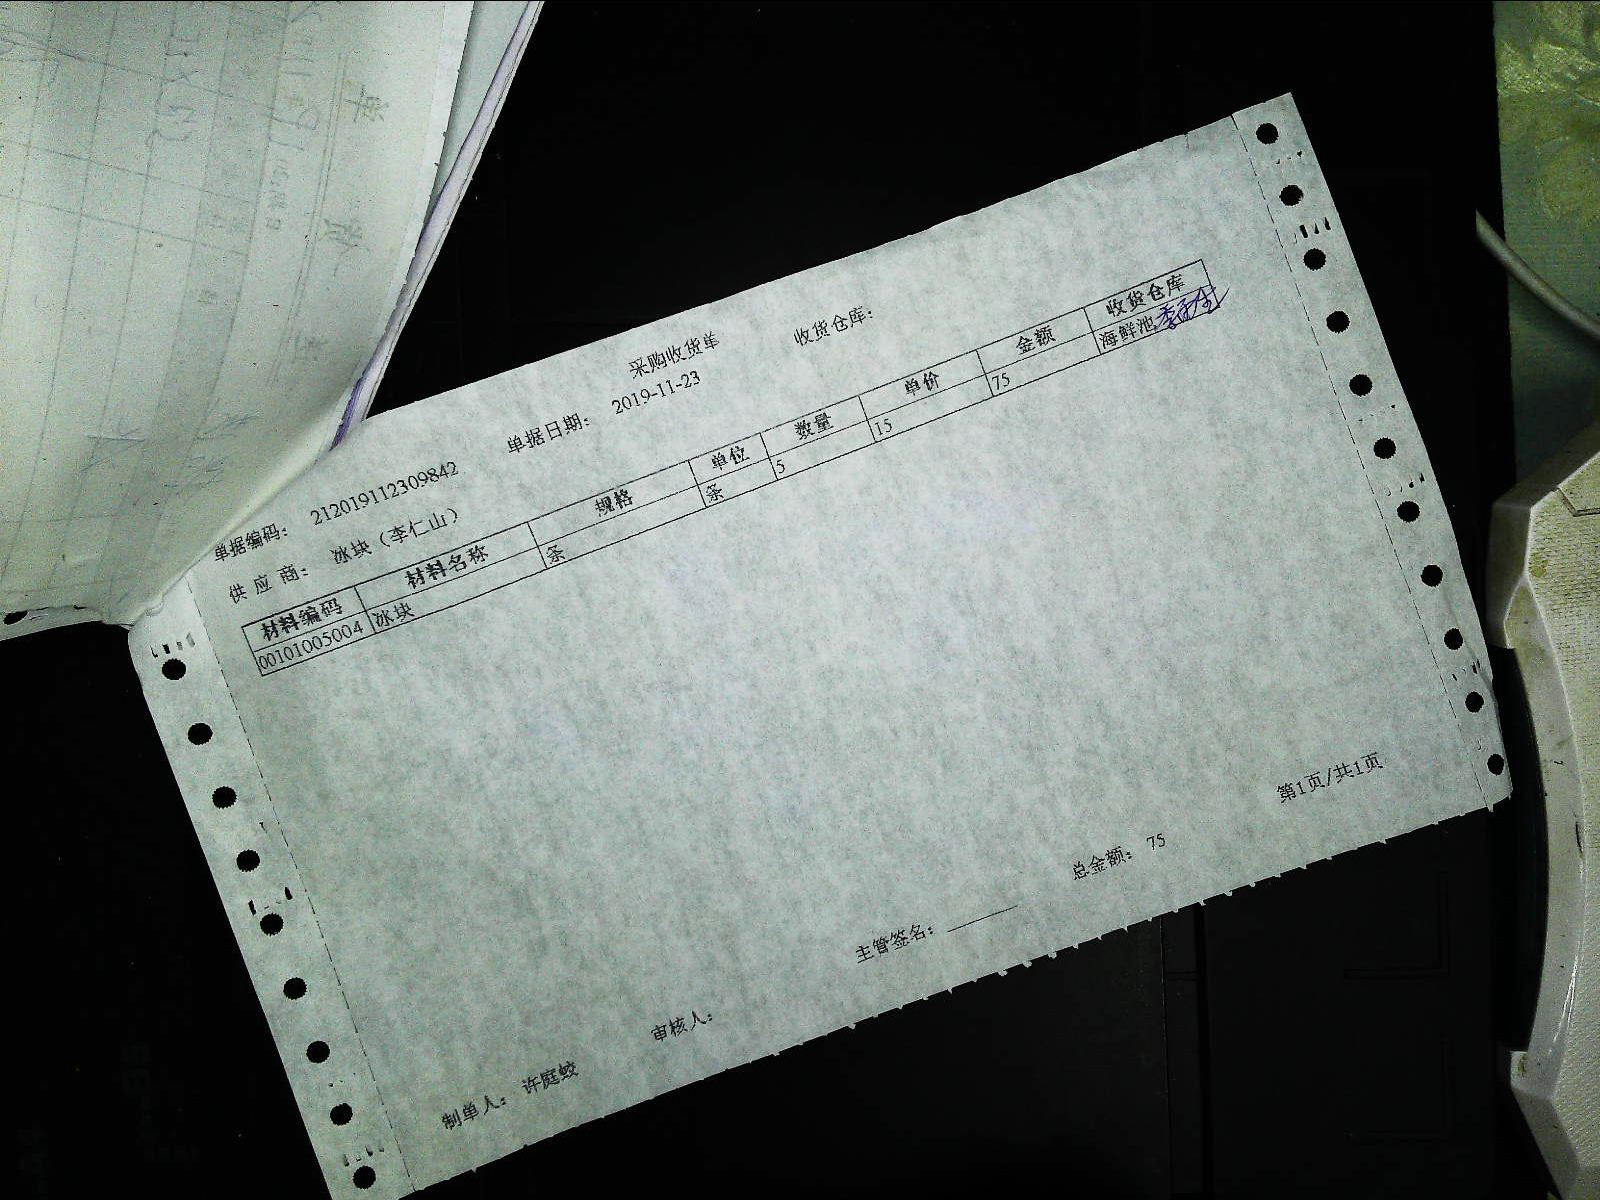 采购收货单
收货仓库：
单据编码： 212019112309842 单据日期： 2019-11-23
供应商： 冰块（李仁山）
材料编码 材料名称 规格 单位 数量 单价 金额 收货仓库
00101005004 冰块 条 条 5 15 75 海鲜池
制单人： 许庭蛟 审核人： 主管签名： 总金额： 75
第1页/共1页